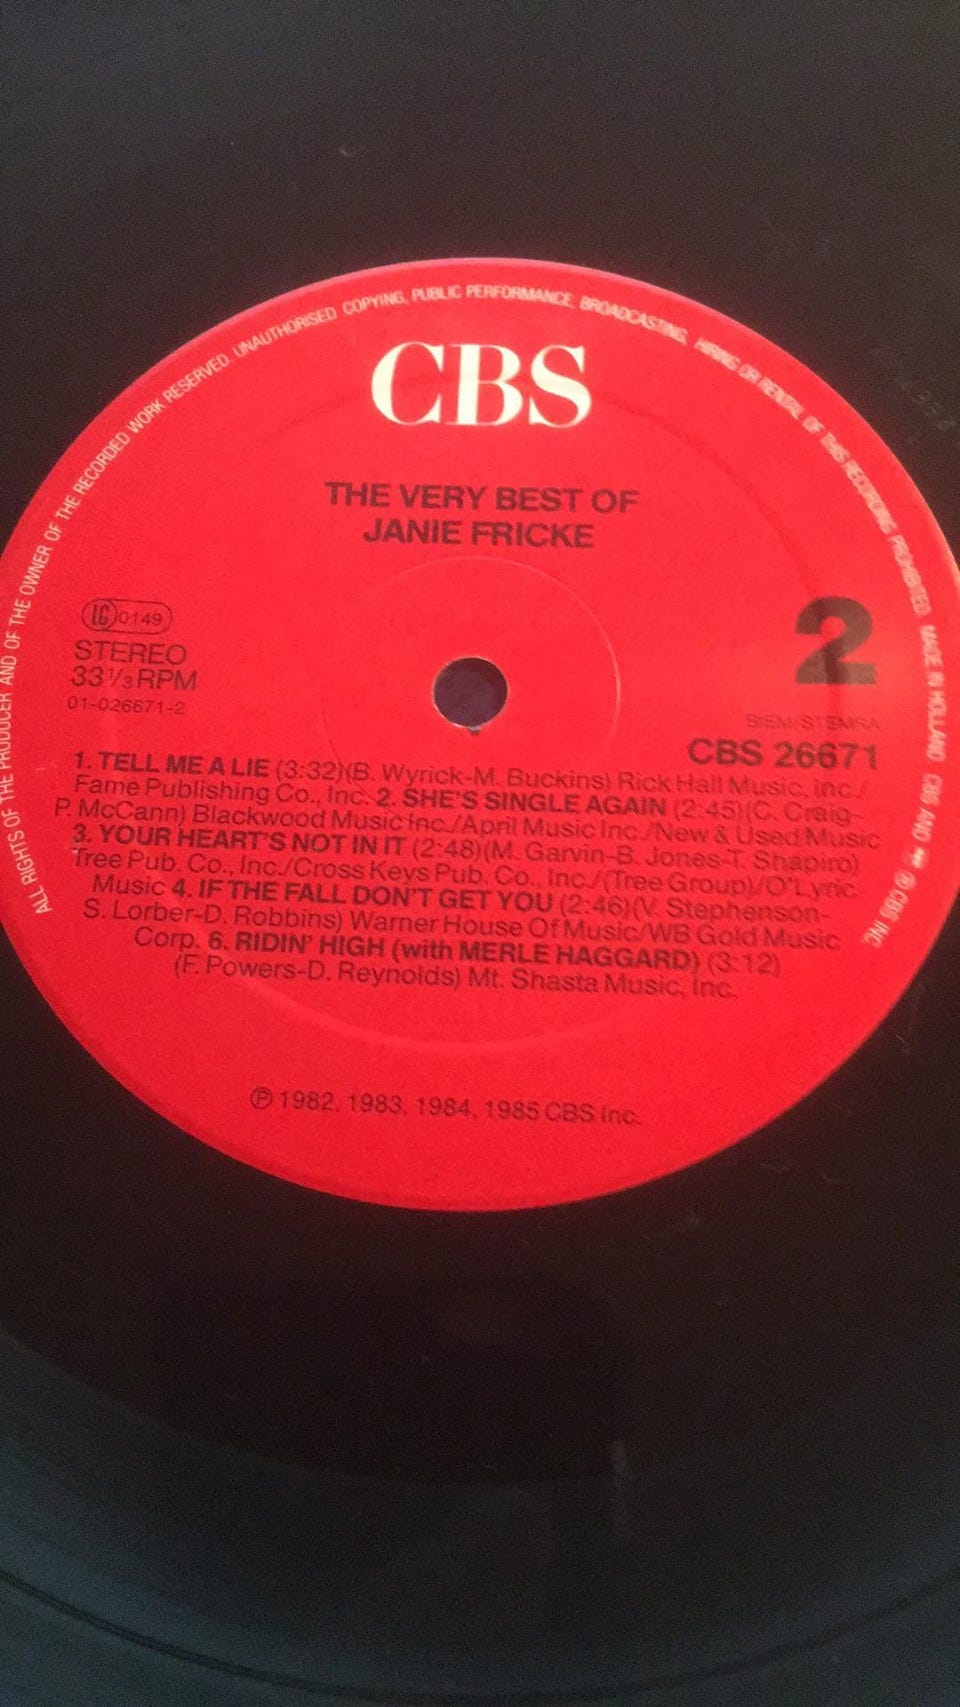 ALL RIGHTS OF THE PRODUCER AND OF THE OWNER OF THE RECORDED WORK RESERVED. UNAUTHORISED COPYING, PUBLIC PERFORMANCE, BROADCASTING, HIRING OR RENTAL OF THIS RECORDING PROHIBITED MADE IN HOLLAND CBS AND ® CBS INC
CBS
THE VERY BEST OF
JANIE FRICKE
LC 0149
STEREO
33 1/3 RPM
01-026671-2
2
BIEM/STEMRA
CBS 26671
1. TELL ME A LIE (3:32)(B. Wyrick-M. Buckins) Rick Hall Music, Inc./
Fame Publishing Co., Inc. 2. SHE'S SINGLE AGAIN (2:45)(C. Craig-
P. McCann) Blackwood Music Inc./April Music Inc./New & Used Music
3. YOUR HEART'S NOT IN IT (2:48)(M. Garvin-B. Jones-T. Shapiro)
Tree Pub. Co., Inc./Cross Keys Pub. Co., Inc./(Tree Group)/O"Lyric
Music 4. IF THE FALL DON'T GET YOU (2:46)(V. Stephenson-
S. Lorber-D. Robbins) Warner House Of Music/WB Gold Music
Corp. 6. RIDIN' HIGH (with MERLE HAGGARD) (3:12)
(F. Powers-D. Reynolds) Mt. Shasta Music, Inc.
℗ 1982, 1983, 1984, 1985 CBS Inc.